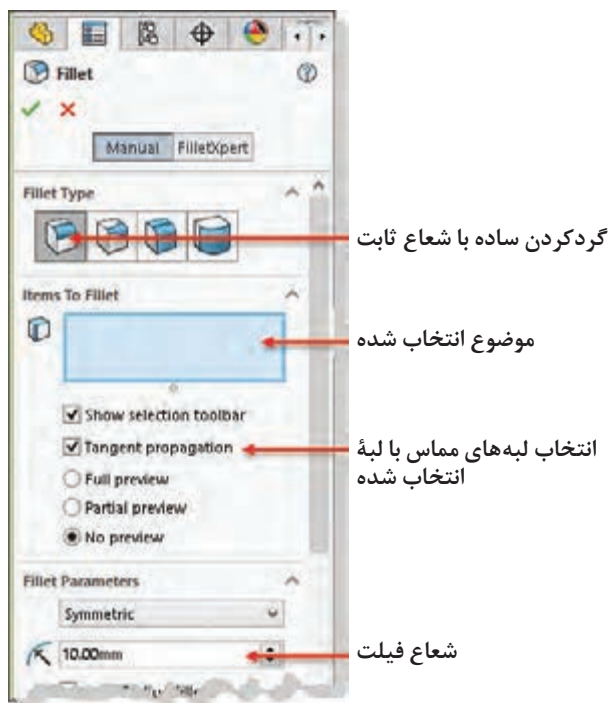 Fillet
Manual
FilletXpert
Fillet Type
گردکردن ساده با شعاع ثابت
Items To Fillet
موضوع انتخاب شده
Show selection toolbar
Tangent propagation
انتخاب لبه‌های مماس با لبهٔ
انتخاب شده
Full preview
Partial preview
No preview
Fillet Parameters
Symmetric
10.00mm
شعاع فیلت